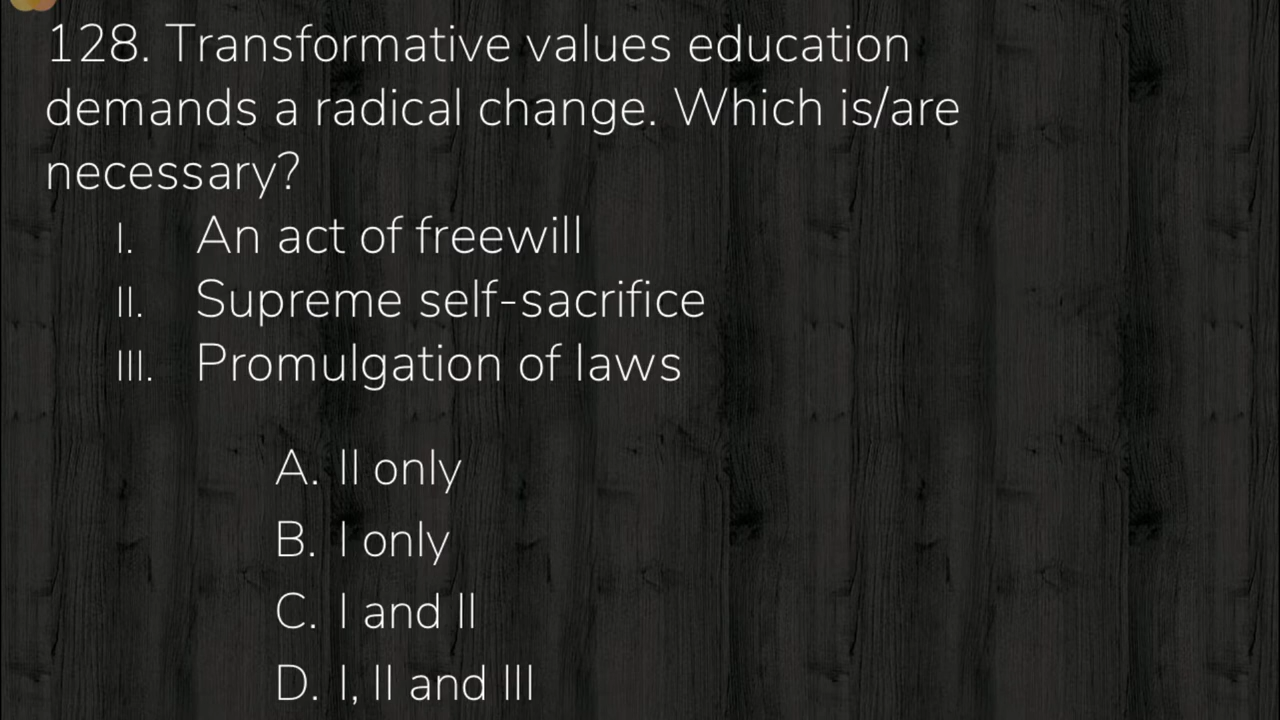 128. Transformative values education
demands a radical change. Which is/are
necessary?
I. An act of freewill
II. Supreme self-sacrifice
III. Promulgation of laws
A. II only
B. I only
C. I and II
D. I, II and III